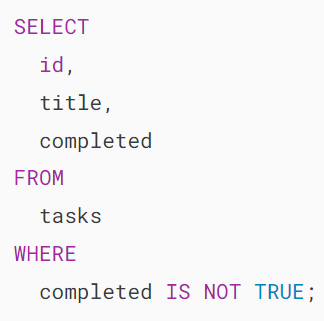 SELECT
  id,
  title,
  completed
FROM
  tasks
WHERE
  completed IS NOT TRUE;